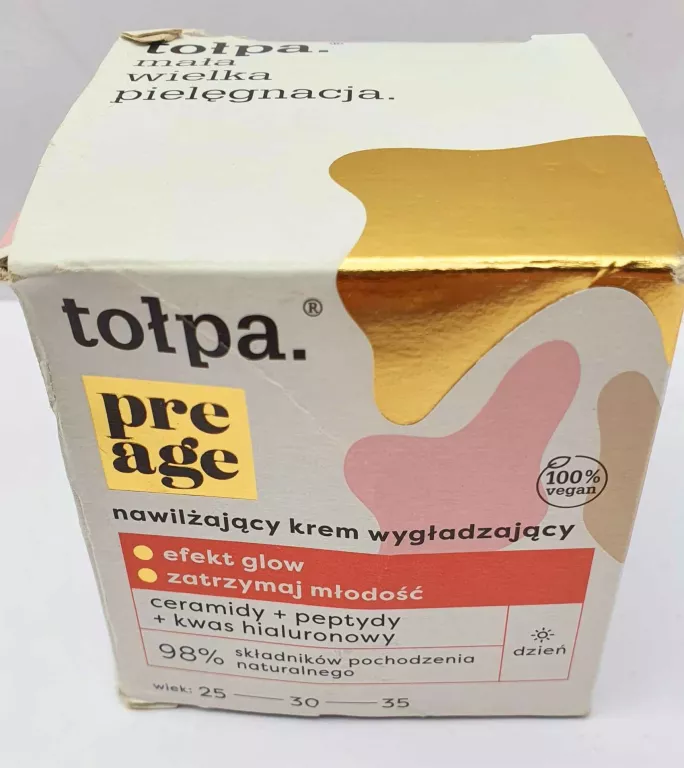 tołpa.
mała
wielka
pielęgnacja.
tołpa.®
pre
age
100%
vegan
nawilżający krem wygładzający
efekt glow
zatrzymaj młodość
ceramidy + peptydy
+ kwas hialuronowy
dzień
98% składników pochodzenia
naturalnego
wiek: 25 — 30 — 35